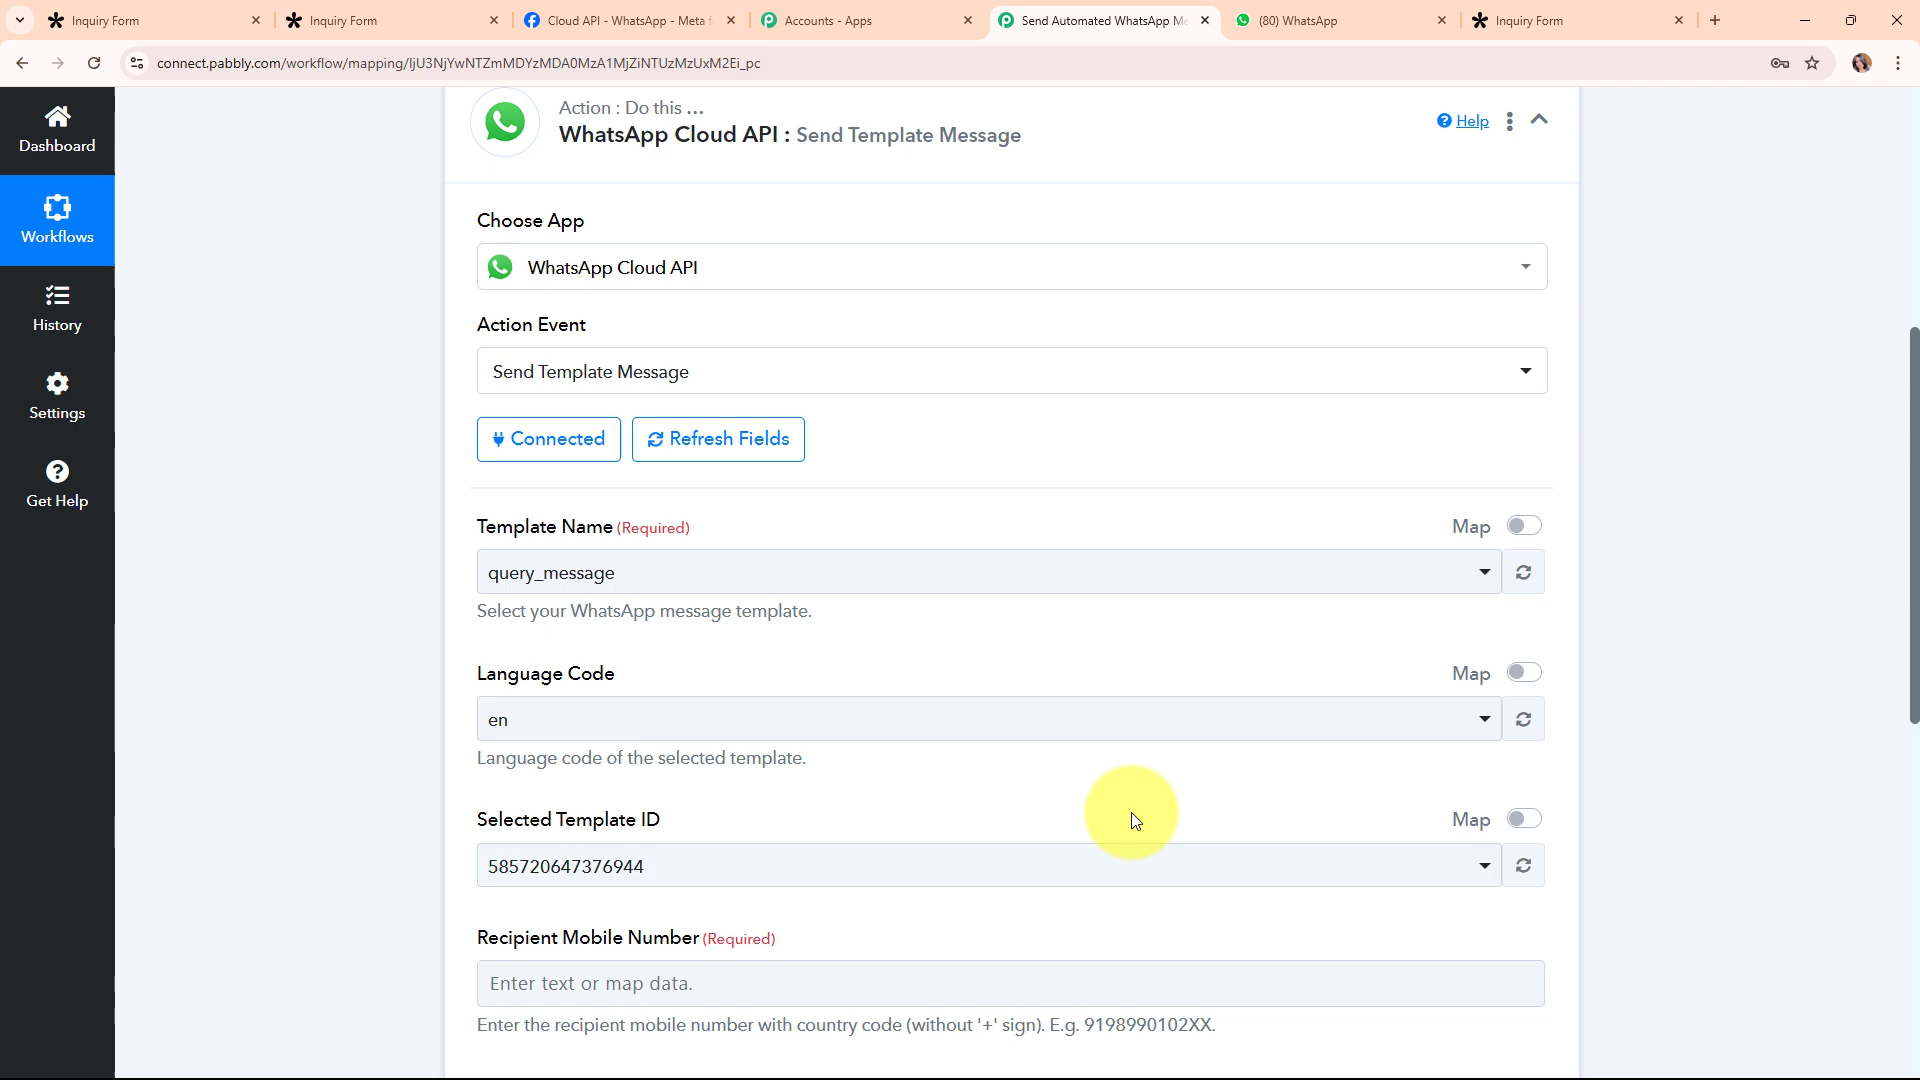 Inquiry Form
Inquiry Form
Cloud API - WhatsApp - Meta f
Accounts - Apps
Send Automated WhatsApp Me
(80) WhatsApp
Inquiry Form
connect.pabbly.com/workflow/mapping/IjU3NjYwNTZmMDYzMDA0MzA1MjZiNTUzMzUxM2Ei_pc
Dashboard
Workflows
History
Settings
Get Help
Action : Do this ...
WhatsApp Cloud API : Send Template Message
Help
Choose App
WhatsApp Cloud API
Action Event
Send Template Message
Connected
Refresh Fields
Template Name (Required)
Map
query_message
Select your WhatsApp message template.
Language Code
Map
en
Language code of the selected template.
Selected Template ID
Map
585720647376944
Recipient Mobile Number (Required)
Enter text or map data.
Enter the recipient mobile number with country code (without '+' sign). E.g. 9198990102XX.